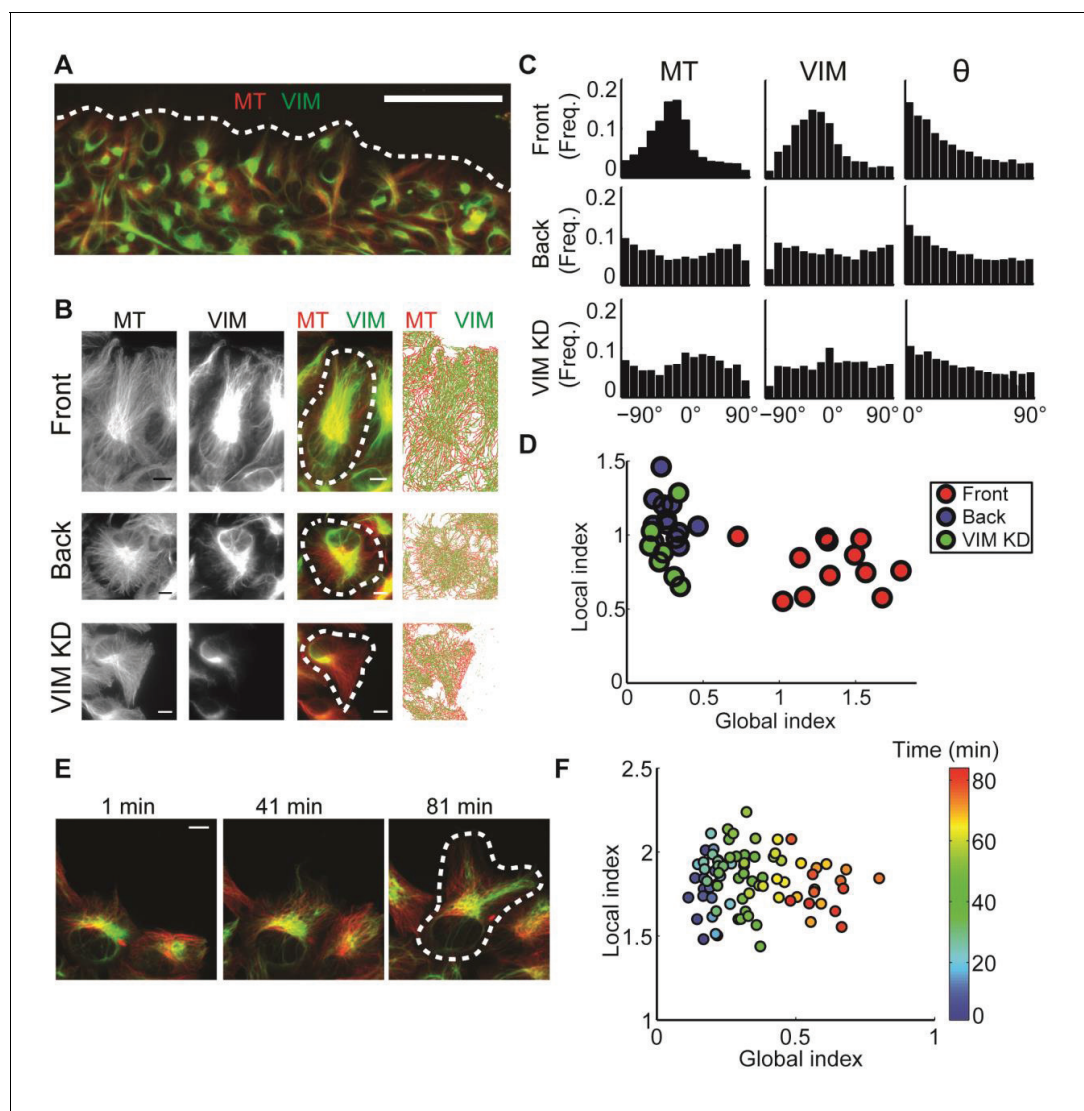 A
MT VIM
B
MT VIM MT VIM MT VIM
Front
Back
VIM KD
C
MT VIM θ
Front
(Freq.)
0.2
0.1
0
Back
(Freq.)
0.2
0.1
0
VIM KD
(Freq.)
0.2
0.1
0
−90° 0° 90° 0° 90° 0° 90°
D
1.5
1
0.5
0
Local index
0 0.5 1 1.5
Global index
Front
Back
VIM KD
E
1 min 41 min 81 min
F
2.5
2
1.5
1
Local index
0 0.5 1
Global index
Time (min)
80
60
40
20
0